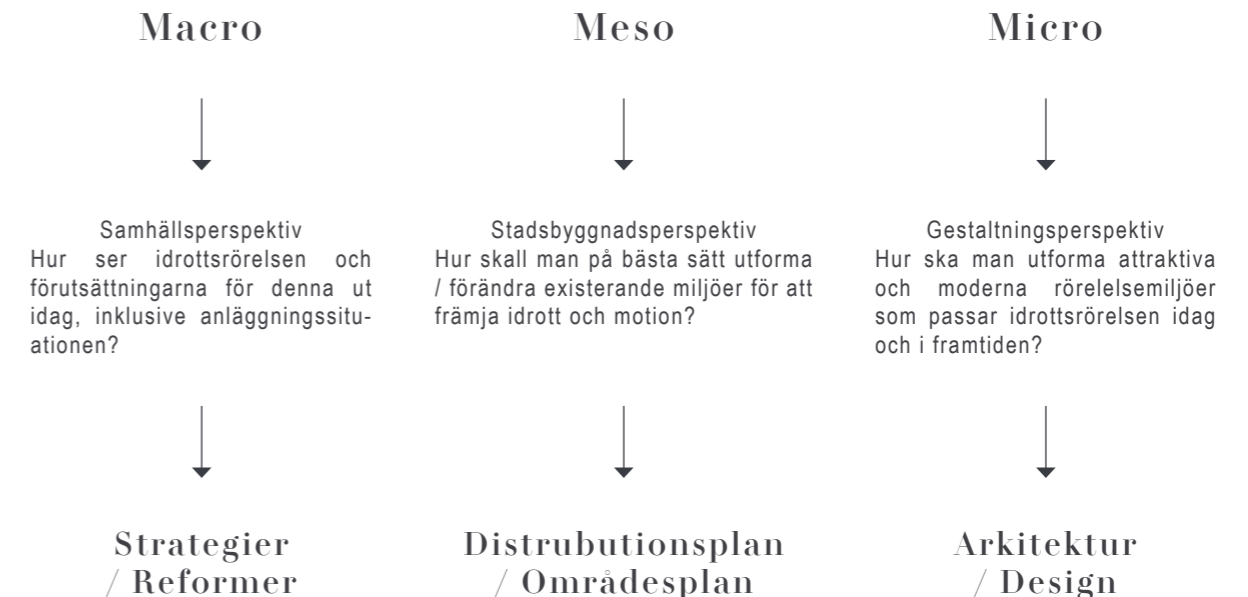 Macro
Samhällsperspektiv
Hur ser idrottsrörelsen och
förutsättningarna för denna ut
idag, inklusive anläggningssitu-
ationen?
Strategier
/ Reformer
Meso
Stadsbyggnadsperspektiv
Hur skall man på bästa sätt utforma
/ förändra existerande miljöer för att
främja idrott och motion?
Distrubutionsplan
/ Områdesplan
Micro
Gestaltningsperspektiv
Hur ska man utforma attraktiva
och moderna rörelelsemiljöer
som passar idrottsrörelsen idag
och i framtiden?
Arkitektur
/ Design